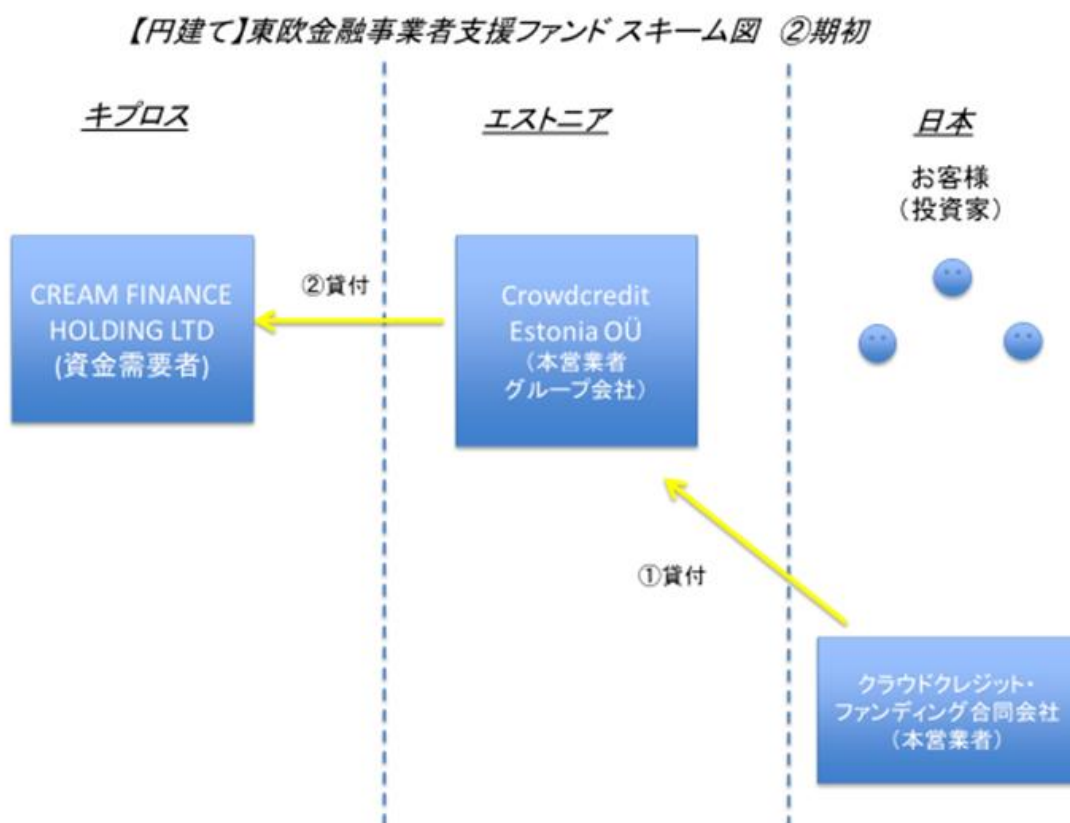 【円建て】東欧金融事業者支援ファンド スキーム図 ②期初
キプロス
エストニア
日本
お客様
（投資家）
CREAM FINANCE
HOLDING LTD
(資金需要者)
②貸付
Crowdcredit
Estonia OÜ
（本営業者
グループ会社）
①貸付
クラウドクレジット・
ファンディング合同会社
（本営業者）